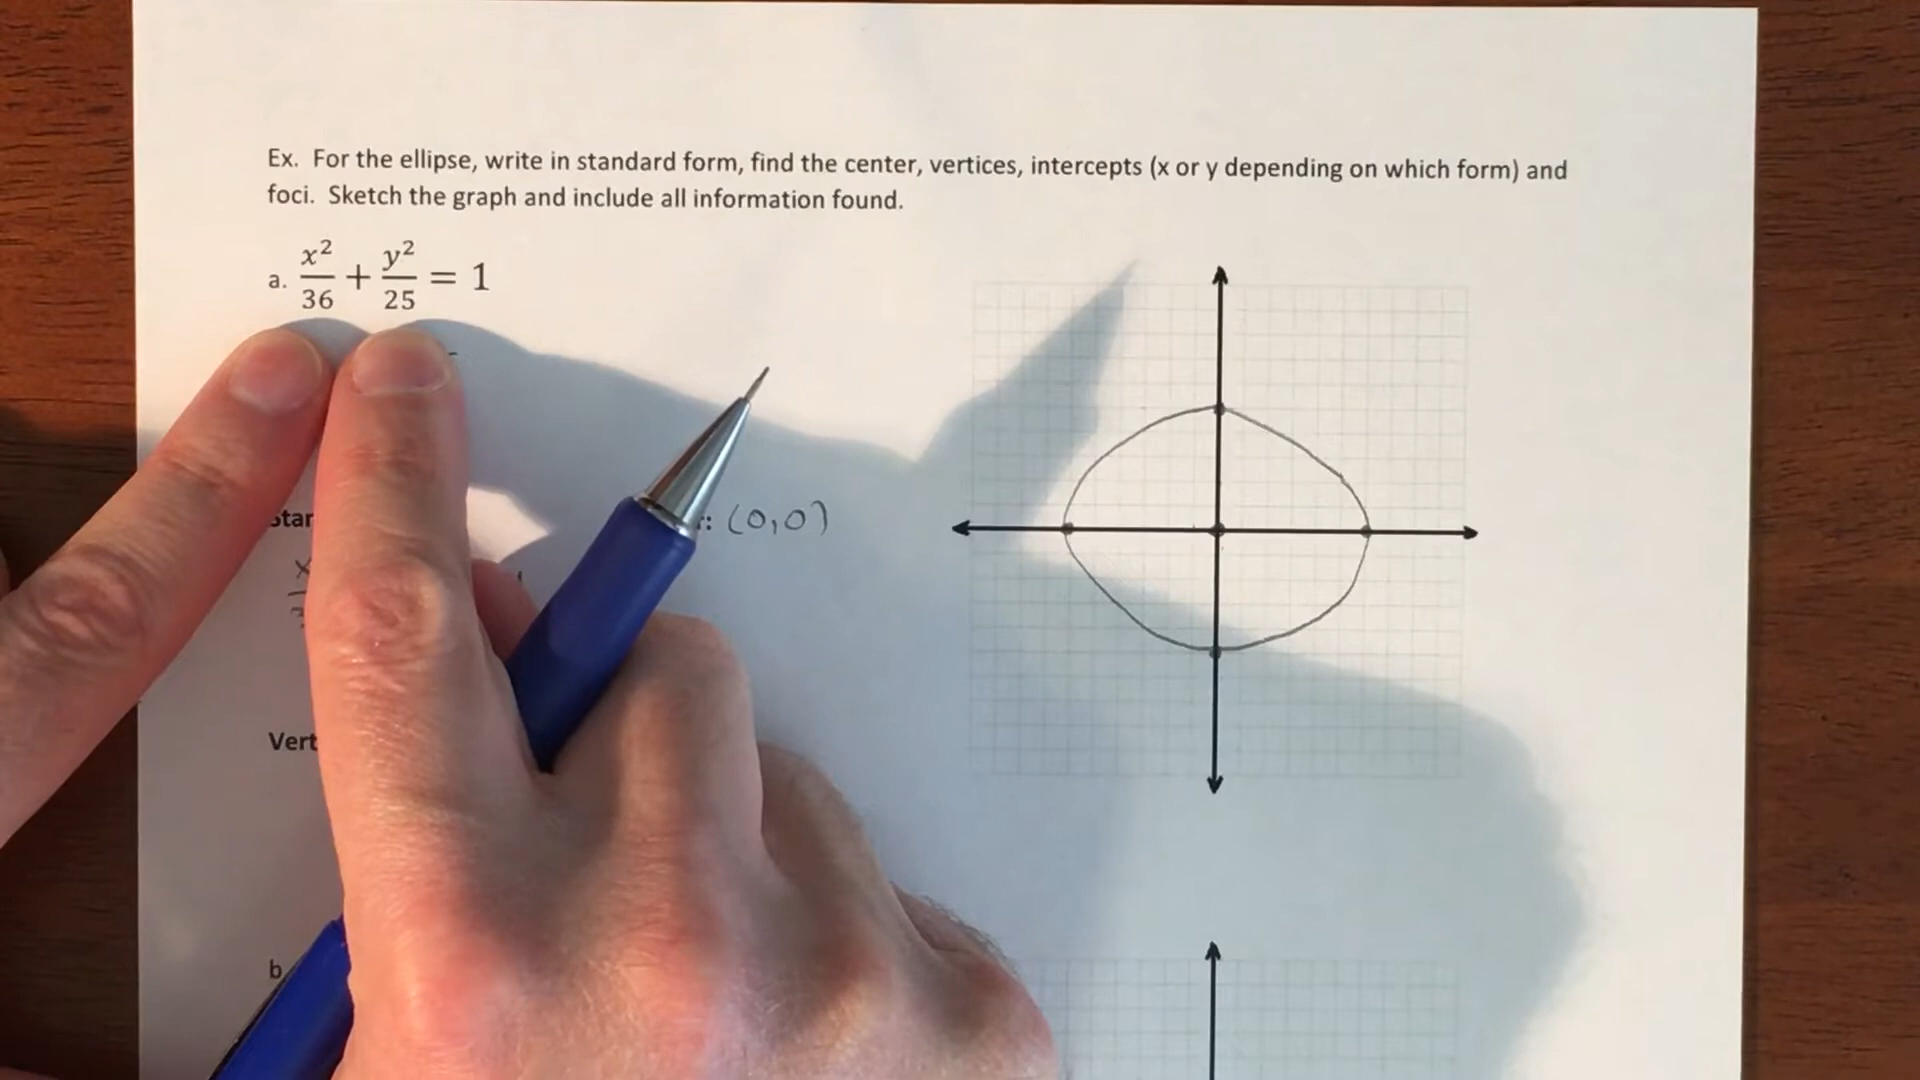 Ex. For the ellipse, write in standard form, find the center, vertices, intercepts (x or y depending on which form) and
foci. Sketch the graph and include all information found.
a. x²/36 + y²/25 = 1
: (0,0)
b